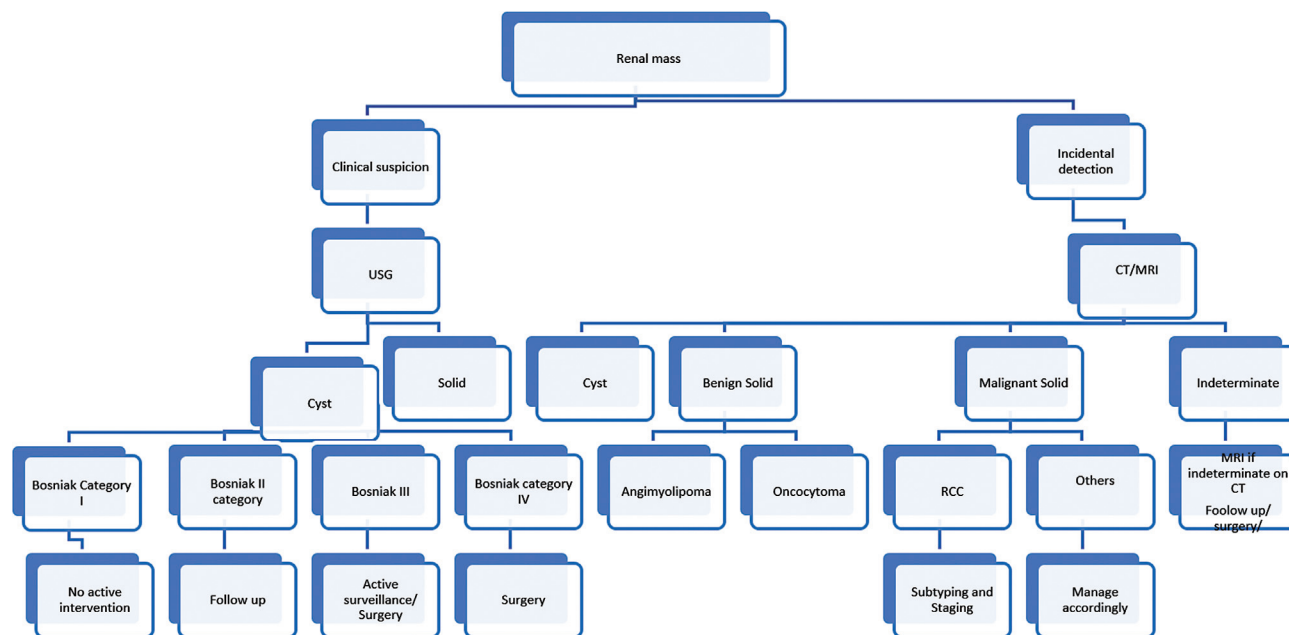 Renal mass
Clinical suspicion
Incidental
detection
USG
CT/MRI
Cyst
Solid
Cyst
Benign Solid
Malignant Solid
Indeterminate
Bosniak Category
I
Bosniak II
category
Bosniak III
Bosniak category
IV
Angimyolipoma
Oncocytoma
RCC
Others
MRI if
indeterminate on
CT
Foolow up/
surgery/
No active
intervention
Follow up
Active
surveillance/
Surgery
Surgery
Subtyping and
Staging
Manage
accordingly